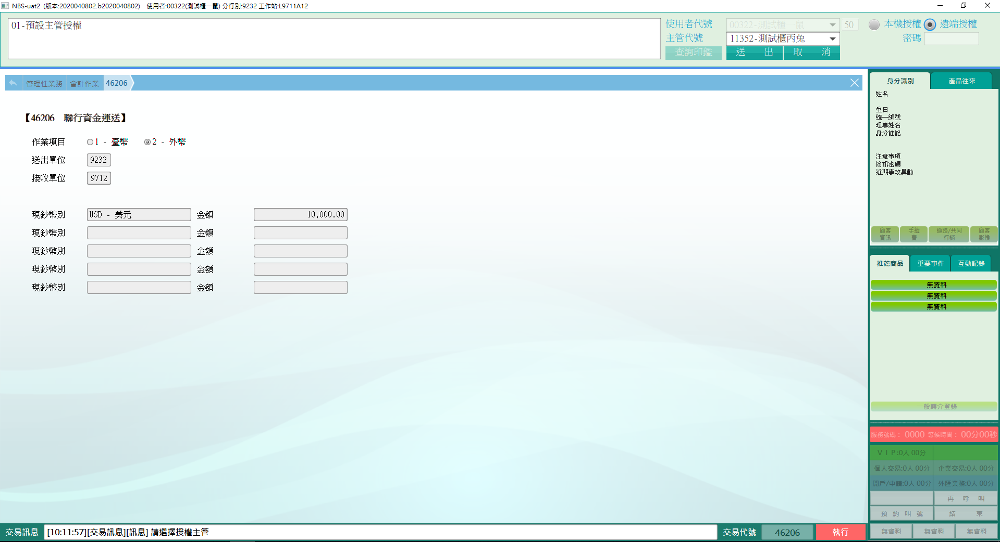 NBS-uat2 (版本:2020040802.b2020040802) 使用者:00322(測試櫃一鼠) 分行別:9232 工作站:L9711A12
01-預設主管授權
使用者代號 00322-測試櫃一鼠 50 本機授權 遠端授權
主管代號 11352-測試櫃丙兔 密碼
查詢印鑑 送 出 取 消
管理性業務 會計作業 46206
【46206 聯行資金運送】
作業項目 1 - 臺幣 2 - 外幣
送出單位 9232
接收單位 9712
現鈔幣別 USD - 美元 金額 10,000.00
現鈔幣別 金額
現鈔幣別 金額
現鈔幣別 金額
現鈔幣別 金額
身分識別 產品往來
姓名
生日
統一編號
理專姓名
身分註記
注意事項
簡訊密碼
近期事故異動
顧客資訊 手續費 通路/共同行銷 顧客影像
推薦商品 重要事件 互動記錄
無資料
無資料
無資料
一般轉介登錄
服務號碼: 0000 等候時間: 00分00秒
VIP:0人 00分
個人交易:0人 00分 企業交易:0人 00分
開戶/申請:0人 00分 外匯業務:0人 00分
再 呼 叫
預 約 叫 號 結 束
無資料 無資料 無資料
交易訊息 [10:11:57][交易訊息][訊息] 請選擇授權主管 交易代號 46206 執行